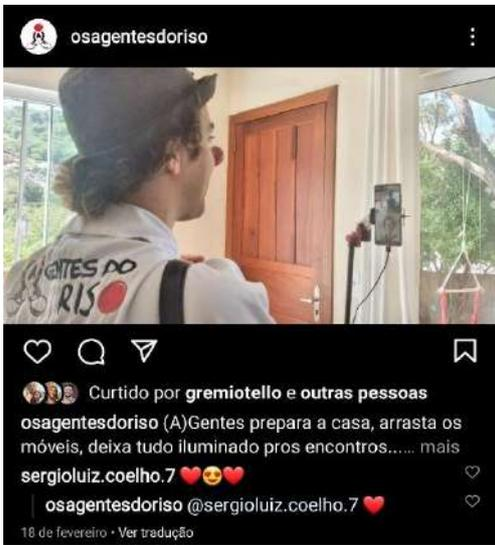 osagentesdoriso
GENTES DO
RISO
Curtido por gremiotello e outras pessoas
osagentesdoriso (A)Gentes prepara a casa, arrasta os
móveis, deixa tudo iluminado pros encontros...... mais
sergioluiz.coelho.7 ❤️😍❤️
osagentesdoriso @sergioluiz.coelho.7 ❤️
18 de fevereiro • Ver tradução